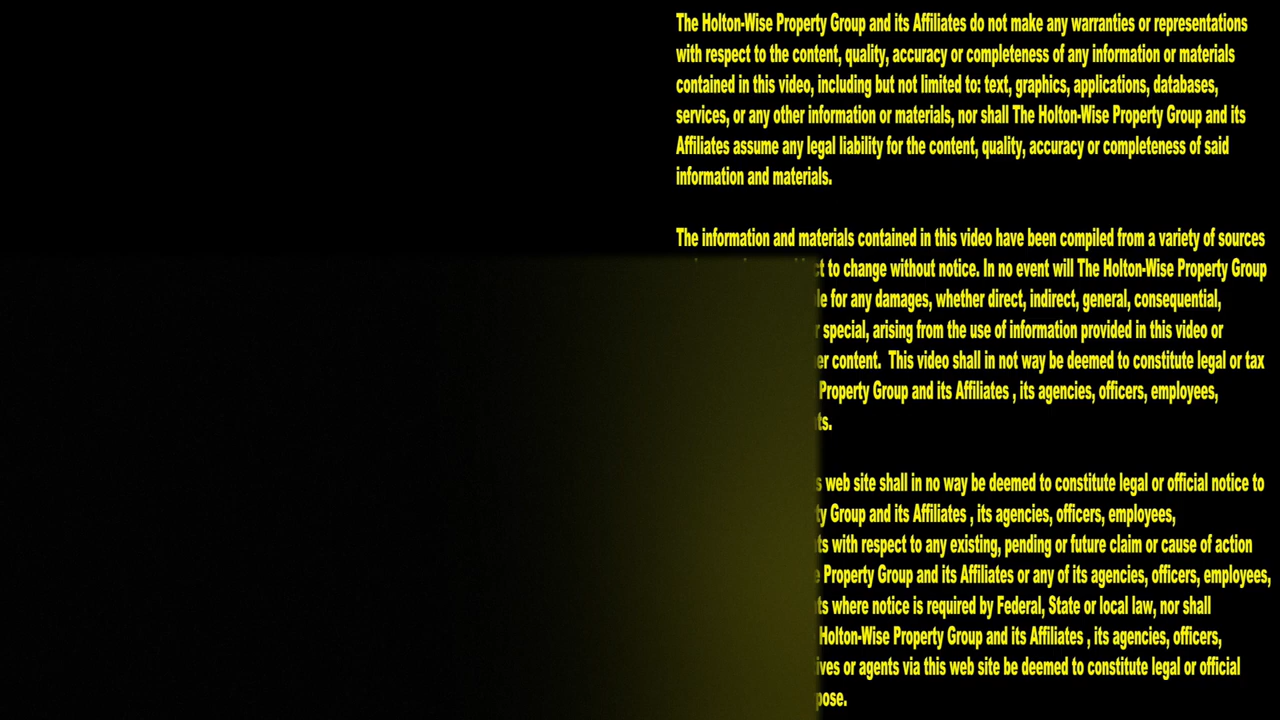 The Holton-Wise Property Group and its Affiliates do not make any warranties or representations
with respect to the content, quality, accuracy or completeness of any information or materials
contained in this video, including but not limited to: text, graphics, applications, databases,
services, or any other information or materials, nor shall The Holton-Wise Property Group and its
Affiliates assume any legal liability for the content, quality, accuracy or completeness of said
information and materials.
The information and materials contained in this video have been compiled from a variety of sources
to change without notice. In no event will The Holton-Wise Property Group
for any damages, whether direct, indirect, general, consequential,
special, arising from the use of information provided in this video or
content. This video shall in not way be deemed to constitute legal or tax
Property Group and its Affiliates , its agencies, officers, employees,
web site shall in no way be deemed to constitute legal or official notice to
Group and its Affiliates , its agencies, officers, employees,
with respect to any existing, pending or future claim or cause of action
Property Group and its Affiliates or any of its agencies, officers, employees,
where notice is required by Federal, State or local law, nor shall
Holton-Wise Property Group and its Affiliates , its agencies, officers,
or agents via this web site be deemed to constitute legal or official